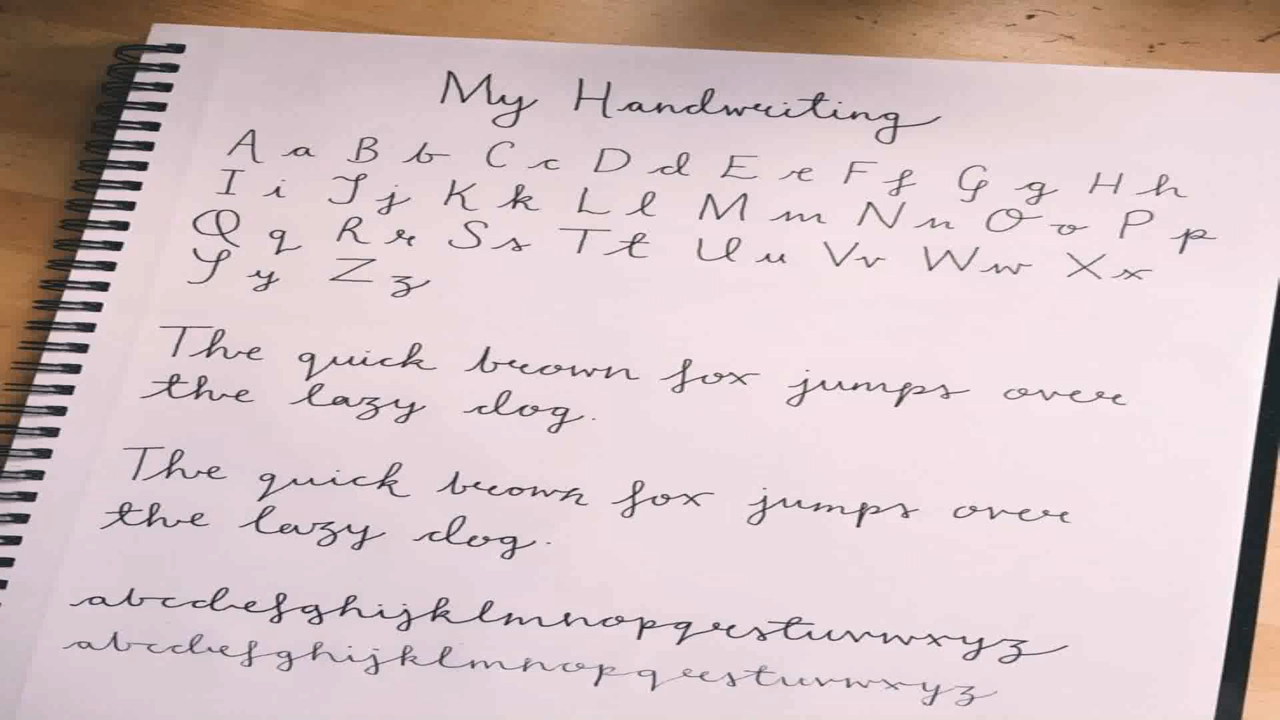 My Handwriting
A a B b C c D d E e F f G g H h
I i J j K k L l M m N n O o P p
Q q R r S s T t U u V v W w X x
Y y Z z
The quick brown fox jumps over
the lazy dog.
The quick brown fox jumps over
the lazy dog.
abcdefghijklmnopqrstuvwxyz
abcdefghijklmnopqrstuvwxyz